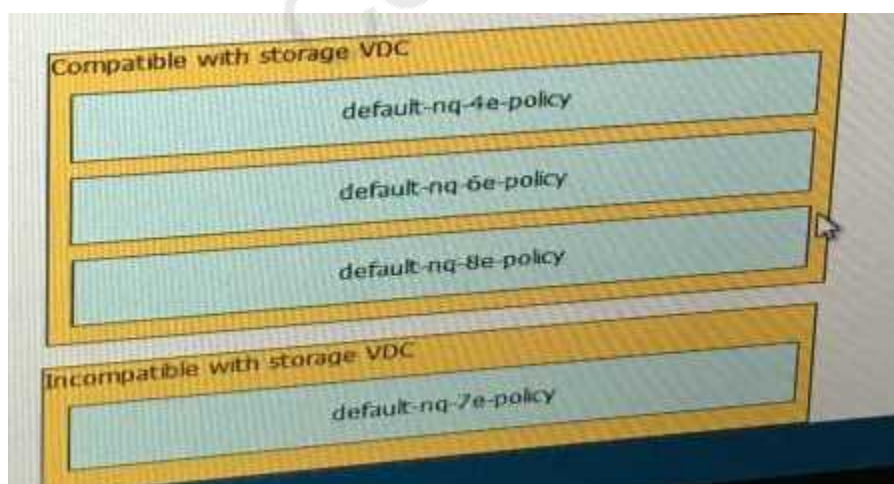 Compatible with storage VDC
default-nq-4e-policy
default-nq-6e-policy
default-nq-8e-policy
Incompatible with storage VDC
default-nq-7e-policy